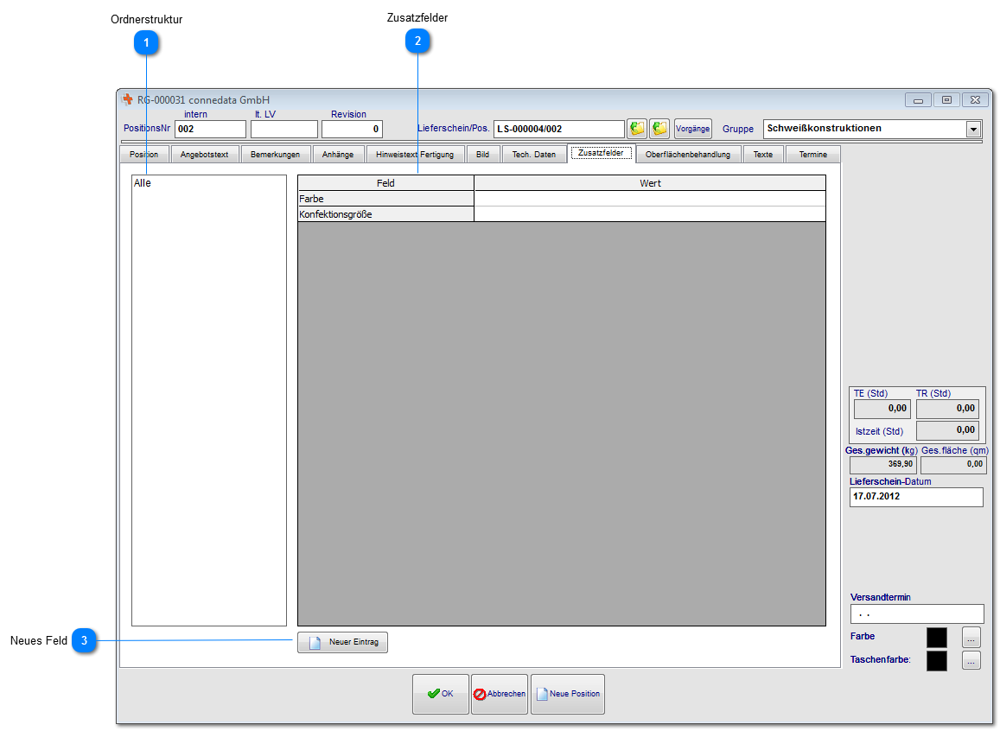 Ordnerstruktur
Zusatzfelder
1
2
RG-000031 connedata GmbH
intern
lt. LV
Revision
PositionsNr 002 0 Lieferschein/Pos. LS-000004/002 Vorgänge Gruppe Schweißkonstruktionen
Position Angebotstext Bemerkungen Anhänge Hinweistext Fertigung Bild Tech. Daten Zusatzfelder Oberflächenbehandlung Texte Termine
Alle
Feld Wert
Farbe
Konfektionsgröße
TE (Std) TR (Std)
0,00 0,00
Istzeit (Std) 0,00
Ges.gewicht (kg) Ges.fläche (qm)
369,90 0,00
Lieferschein-Datum
17.07.2012
Versandtermin
. .
Farbe ...
Taschenfarbe: ...
Neues Feld 3
Neuer Eintrag
OK Abbrechen Neue Position